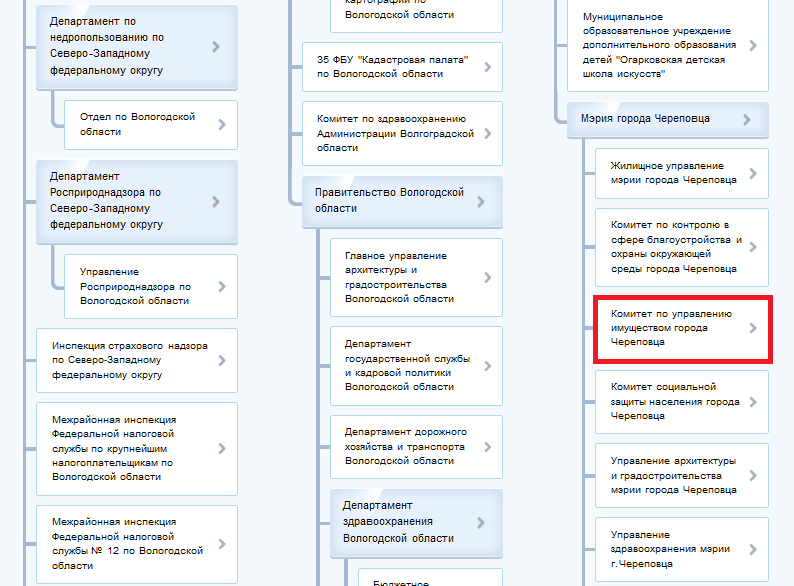 Департамент по
недропользованию по
Северо-Западному
федеральному округу
Отдел по Вологодской
области
Департамент
Росприроднадзора по
Северо-Западному
федеральному округу
Управление
Росприроднадзора по
Вологодской области
Инспекция страхового надзора
по Северо-Западному
федеральному округу
Межрайонная инспекция
Федеральной налоговой
службы по крупнейшим
налогоплательщикам по
Вологодской области
Межрайонная инспекция
Федеральной налоговой
службы № 12 по Вологодской
области
картографии по
Вологодской области
35 ФБУ "Кадастровая палата"
по Вологодской области
Комитет по здравоохранению
Администрации Волгоградской
области
Правительство Вологодской
области
Главное управление
архитектуры и
градостроительства
Вологодской области
Департамент
государственной службы
и кадровой политики
Вологодской области
Департамент дорожного
хозяйства и транспорта
Вологодской области
Департамент
здравоохранения
Вологодской области
Бюджетное
Муниципальное
образовательное учреждение
дополнительного образования
детей "Огарковская детская
школа искусств"
Мэрия города Череповца
Жилищное управление
мэрии города Череповца
Комитет по контролю в
сфере благоустройства и
охраны окружающей
среды города Череповца
Комитет по управлению
имуществом города
Череповца
Комитет социальной
защиты населения города
Череповца
Управление архитектуры
и градостроительства
мэрии города Череповца
Управление
здравоохранения мэрии
г.Череповца